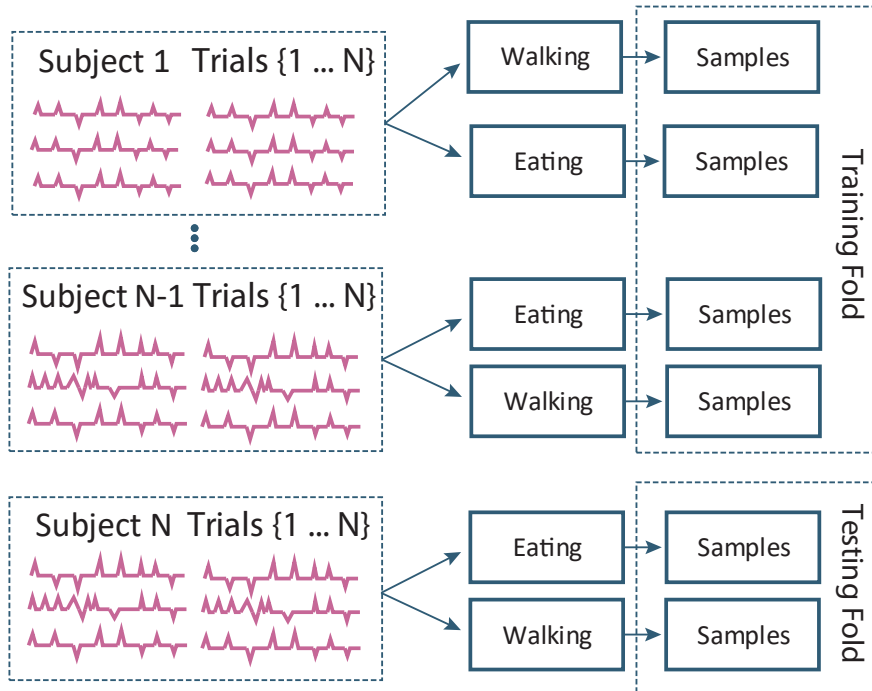 Subject 1 Trials {1 ... N}
Walking
Samples
Eating
Samples
Subject N-1 Trials {1 ... N}
Eating
Samples
Walking
Samples
Training Fold
Subject N Trials {1 ... N}
Eating
Samples
Walking
Samples
Testing Fold